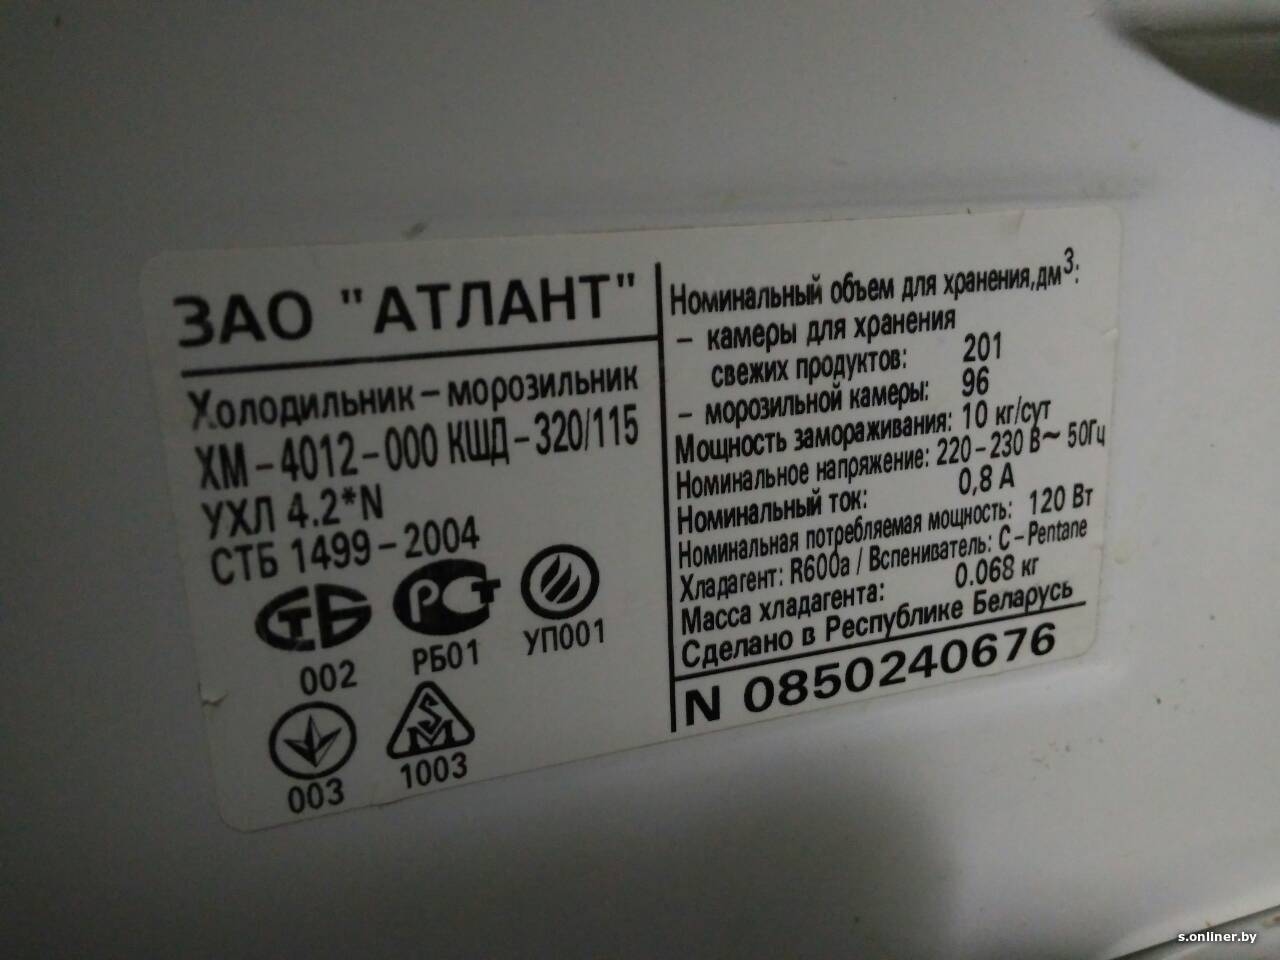 ЗАО "АТЛАНТ"
Холодильник – морозильник
ХМ – 4012 – 000 КШД – 320/115
УХЛ 4.2*N
СТБ 1499 – 2004
СТБ
002
РСТ
РБ01
УП001
003
SM
1003
Номинальный объем для хранения, дм³:
– камеры для хранения
свежих продуктов: 201
– морозильной камеры: 96
Мощность замораживания: 10 кг/сут
Номинальное напряжение: 220 – 230 В~ 50Гц
Номинальный ток: 0,8 А
Номинальная потребляемая мощность: 120 Вт
Хладагент: R600a / Вспениватель: C – Pentane
Масса хладагента: 0.068 кг
Сделано в Республике Беларусь
N 0850240676
s.onliner.by